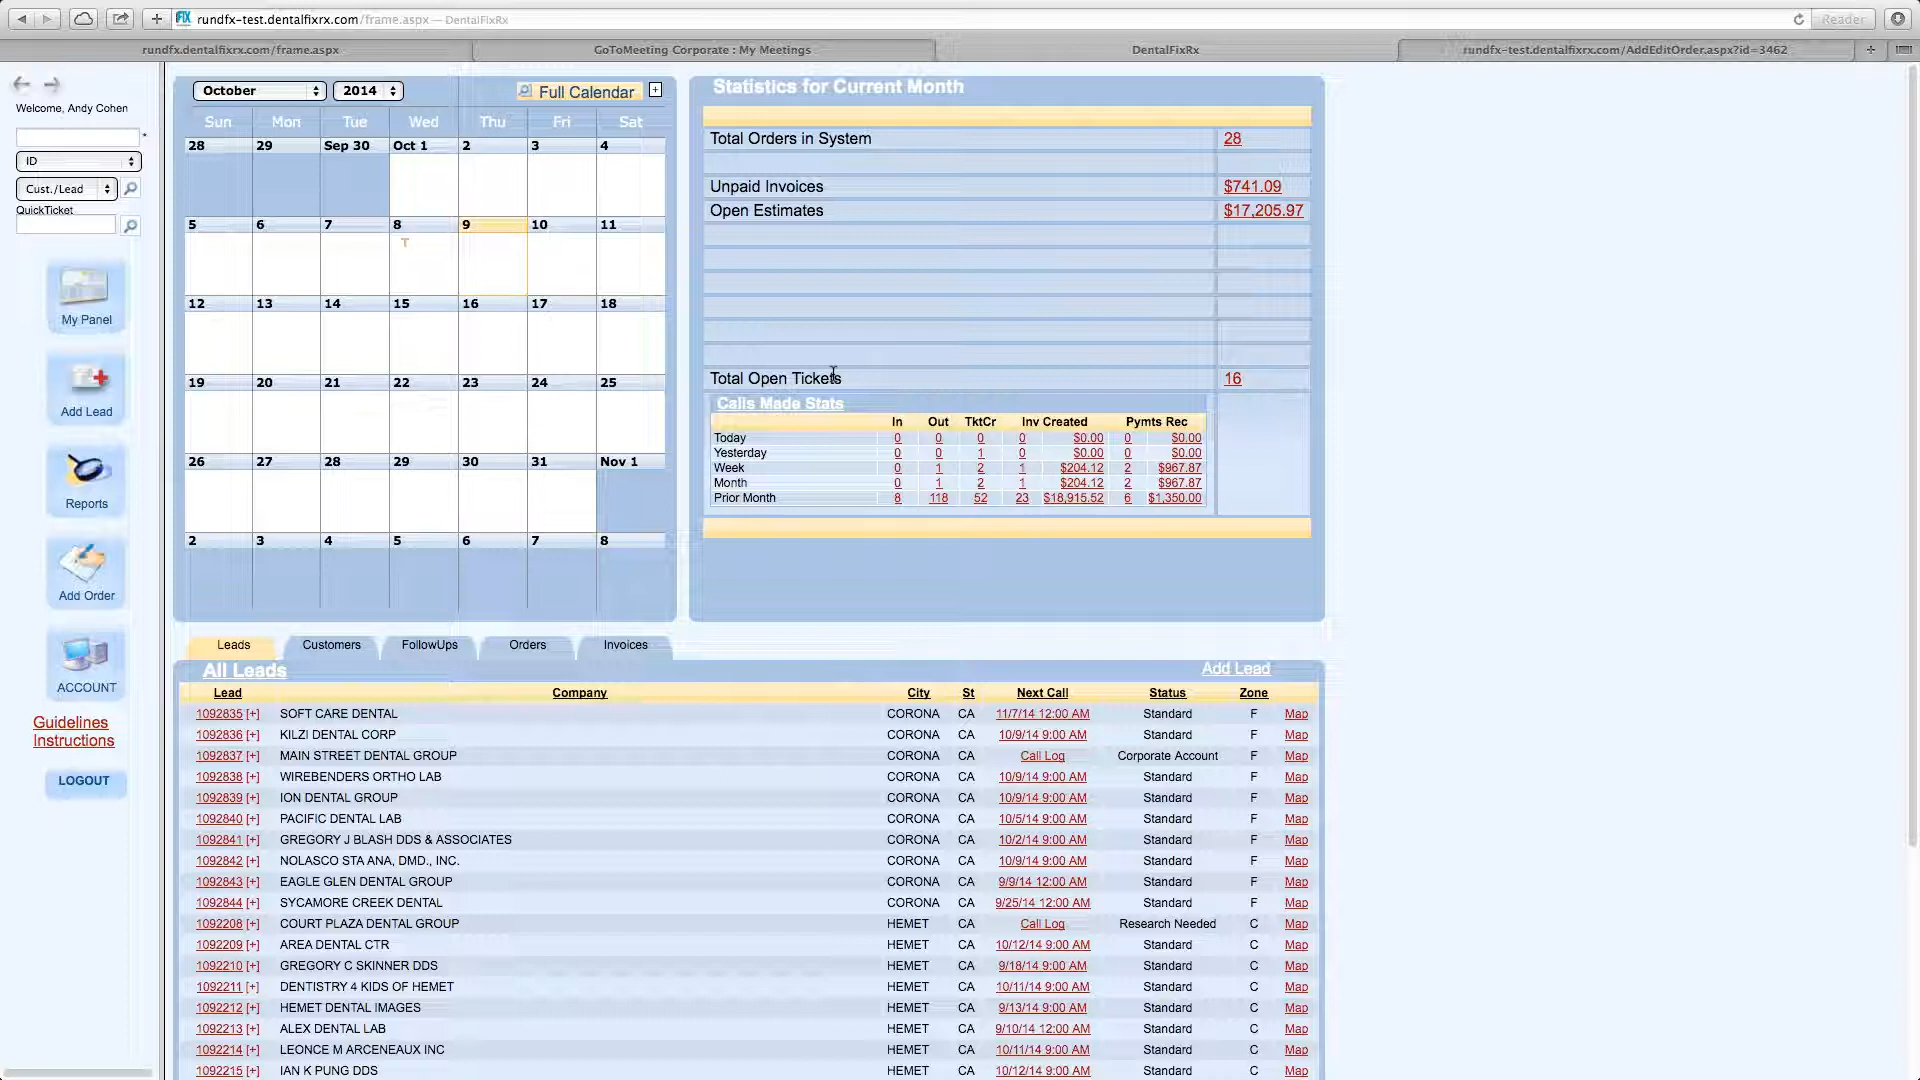 rundfx-test.dentalfixrx.com/frame.aspx — DentalFixRx
Reader
rundfx.dentalfixrx.com/frame.aspx
GoToMeeting Corporate : My Meetings
DentalFixRx
rundfx-test.dentalfixrx.com/AddEditOrder.aspx?id=3462
Welcome, Andy Cohen
*
ID
Cust./Lead
QuickTicket
My Panel
Add Lead
Reports
Add Order
ACCOUNT
Guidelines
Instructions
LOGOUT
October 2014 Full Calendar +
Sun Mon Tue Wed Thu Fri Sat
28 29 Sep 30 Oct 1 2 3 4
5 6 7 8 9 10 11
T
12 13 14 15 16 17 18
19 20 21 22 23 24 25
26 27 28 29 30 31 Nov 1
2 3 4 5 6 7 8
Statistics for Current Month
Total Orders in System 28
Unpaid Invoices $741.09
Open Estimates $17,205.97
Total Open Tickets 16
Calls Made Stats
In Out TktCr Inv Created Pymts Rec
Today 0 0 0 0 $0.00 0 $0.00
Yesterday 0 0 1 0 $0.00 0 $0.00
Week 0 1 2 1 $204.12 2 $967.87
Month 0 1 2 1 $204.12 2 $967.87
Prior Month 8 118 52 23 $18,915.52 6 $1,350.00
Leads Customers FollowUps Orders Invoices
All Leads Add Lead
Lead Company City St Next Call Status Zone
1092835 [+] SOFT CARE DENTAL CORONA CA 11/7/14 12:00 AM Standard F Map
1092836 [+] KILZI DENTAL CORP CORONA CA 10/9/14 9:00 AM Standard F Map
1092837 [+] MAIN STREET DENTAL GROUP CORONA CA Call Log Corporate Account F Map
1092838 [+] WIREBENDERS ORTHO LAB CORONA CA 10/9/14 9:00 AM Standard F Map
1092839 [+] ION DENTAL GROUP CORONA CA 10/9/14 9:00 AM Standard F Map
1092840 [+] PACIFIC DENTAL LAB CORONA CA 10/5/14 9:00 AM Standard F Map
1092841 [+] GREGORY J BLASH DDS & ASSOCIATES CORONA CA 10/2/14 9:00 AM Standard F Map
1092842 [+] NOLASCO STA ANA, DMD., INC. CORONA CA 10/9/14 9:00 AM Standard F Map
1092843 [+] EAGLE GLEN DENTAL GROUP CORONA CA 9/9/14 12:00 AM Standard F Map
1092844 [+] SYCAMORE CREEK DENTAL CORONA CA 9/25/14 12:00 AM Standard F Map
1092208 [+] COURT PLAZA DENTAL GROUP HEMET CA Call Log Research Needed C Map
1092209 [+] AREA DENTAL CTR HEMET CA 10/12/14 9:00 AM Standard C Map
1092210 [+] GREGORY C SKINNER DDS HEMET CA 9/18/14 9:00 AM Standard C Map
1092211 [+] DENTISTRY 4 KIDS OF HEMET HEMET CA 10/11/14 9:00 AM Standard C Map
1092212 [+] HEMET DENTAL IMAGES HEMET CA 9/13/14 9:00 AM Standard C Map
1092213 [+] ALEX DENTAL LAB HEMET CA 9/10/14 12:00 AM Standard C Map
1092214 [+] LEONCE M ARCENEAUX INC HEMET CA 10/11/14 9:00 AM Standard C Map
1092215 [+] IAN K PUNG DDS HEMET CA 10/12/14 9:00 AM Standard C Map